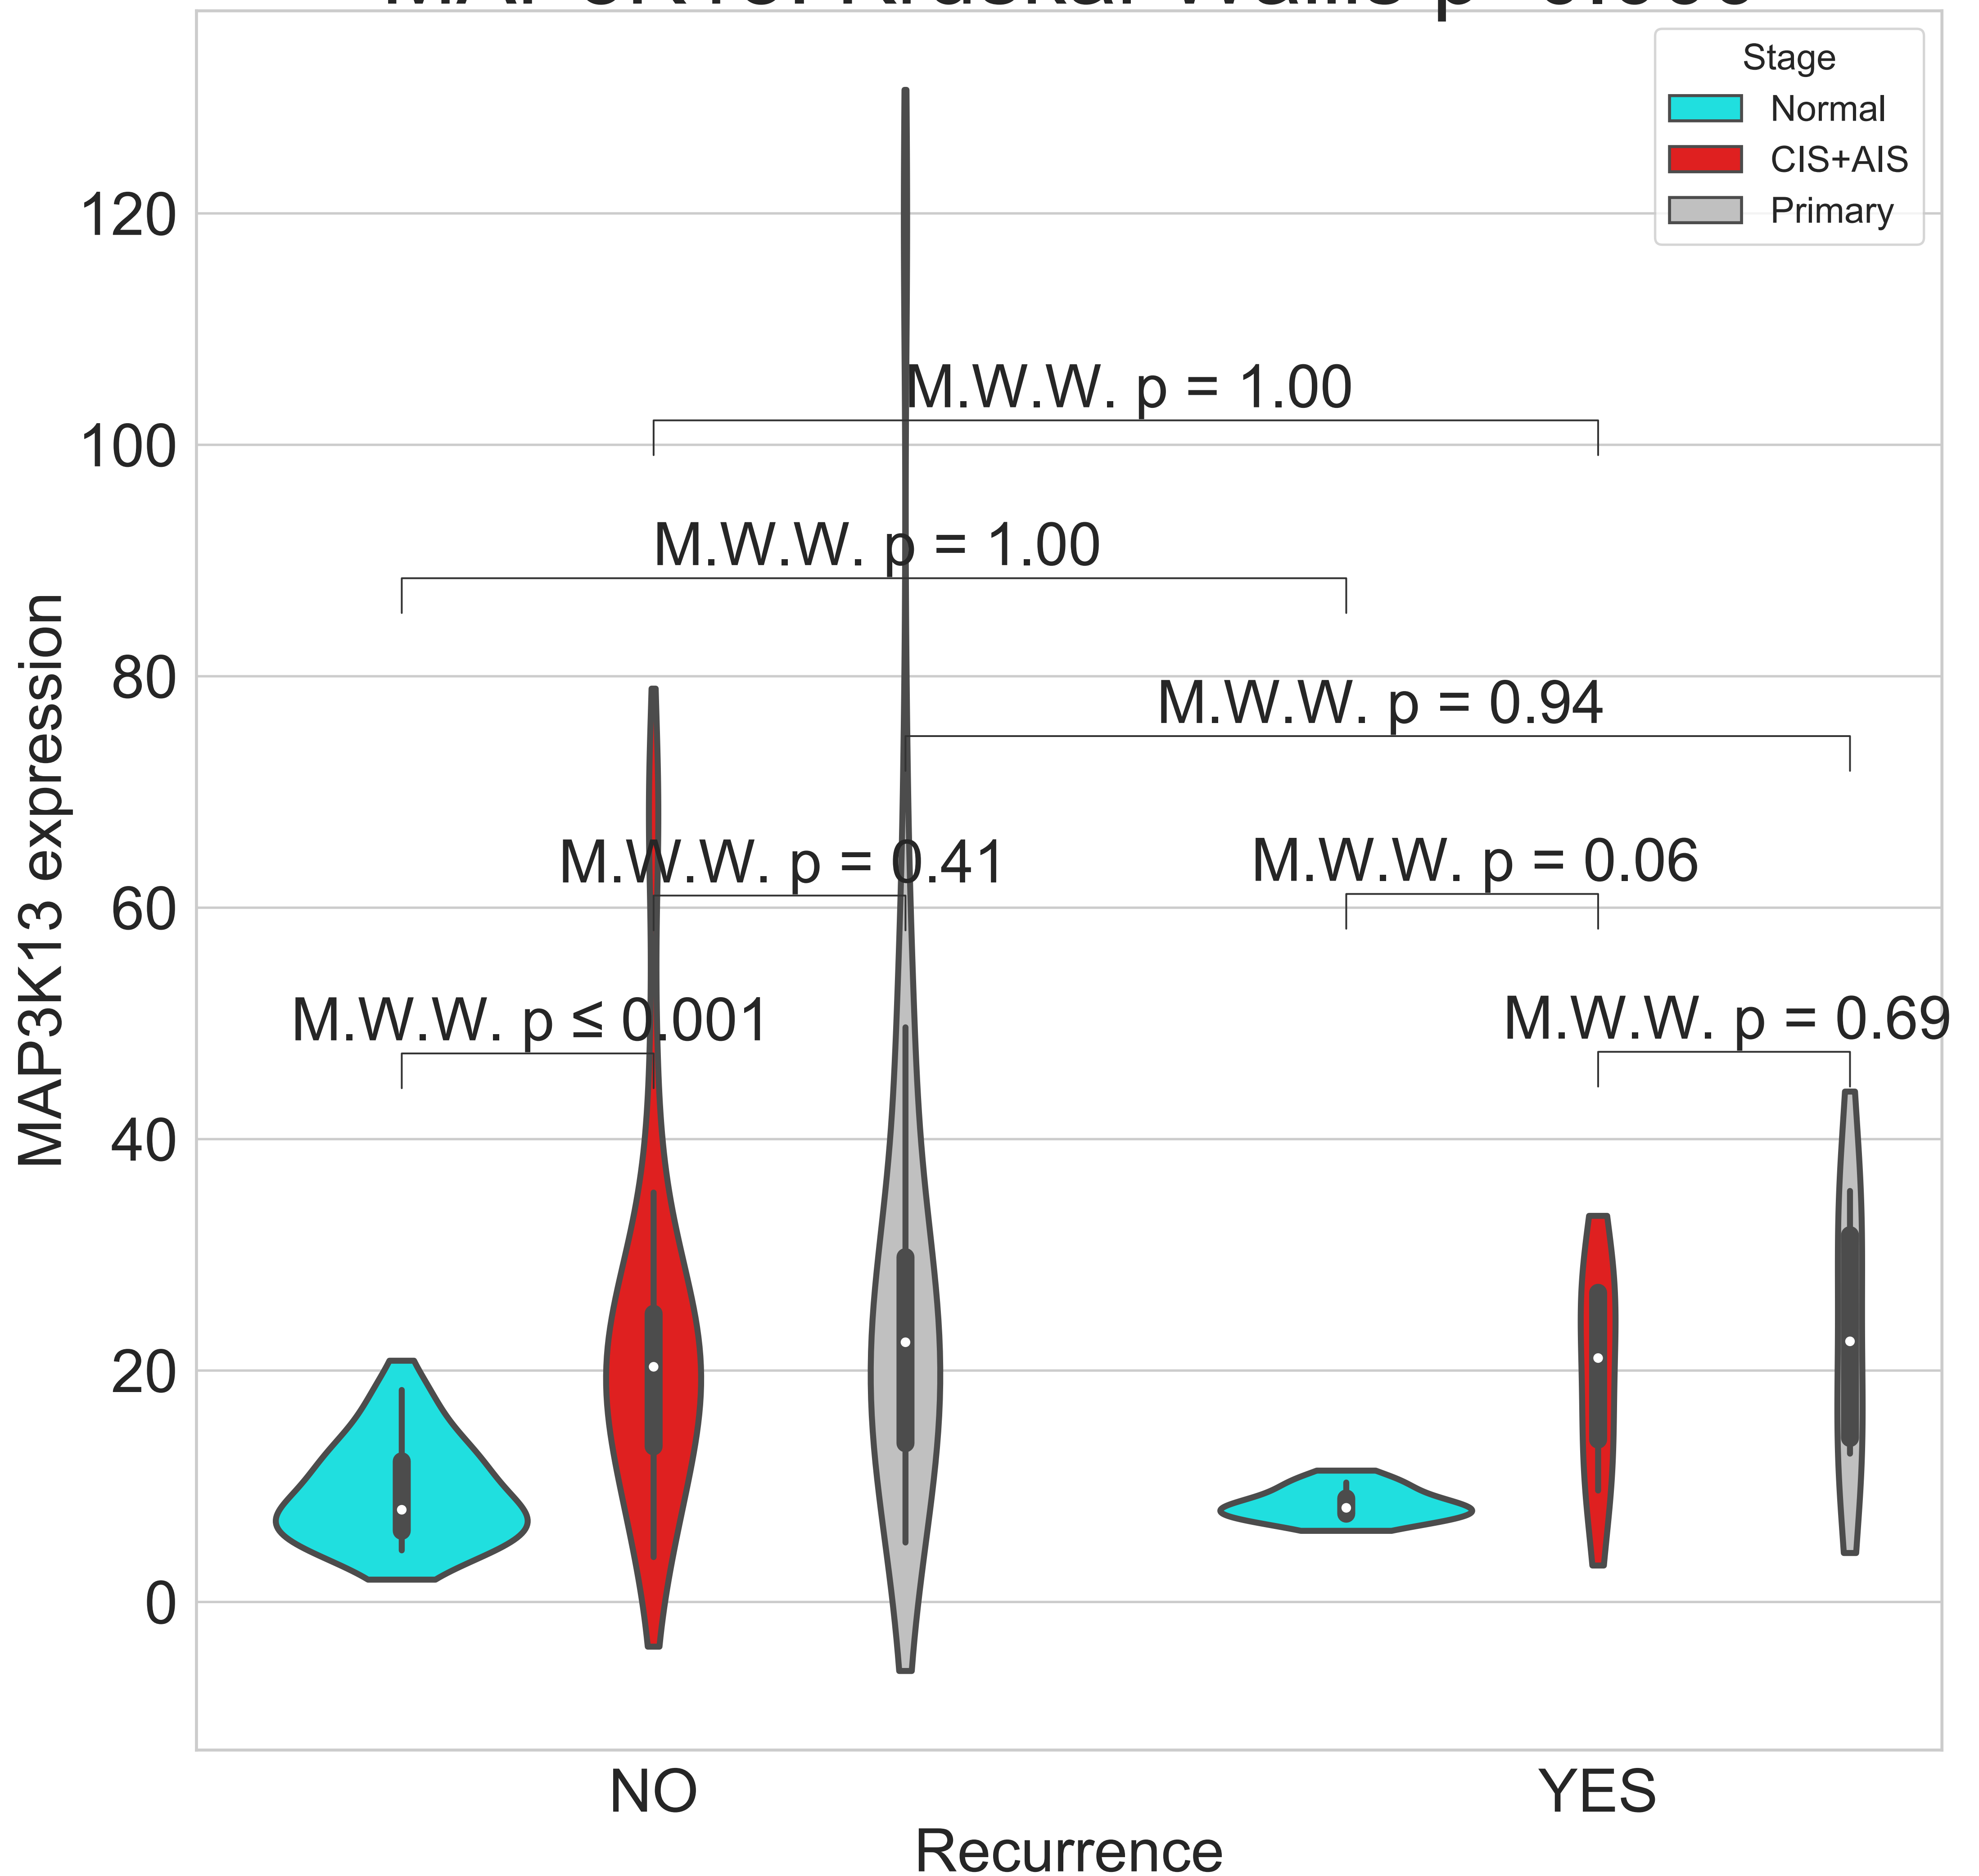 Stage
Normal
CIS+AIS
Primary
120
100
80
60
40
20
0
MAP3K13 expression
M.W.W. p = 1.00
M.W.W. p = 1.00
M.W.W. p = 0.94
M.W.W. p = 0.41
M.W.W. p = 0.06
M.W.W. p ≤ 0.001
M.W.W. p = 0.69
NO
YES
Recurrence